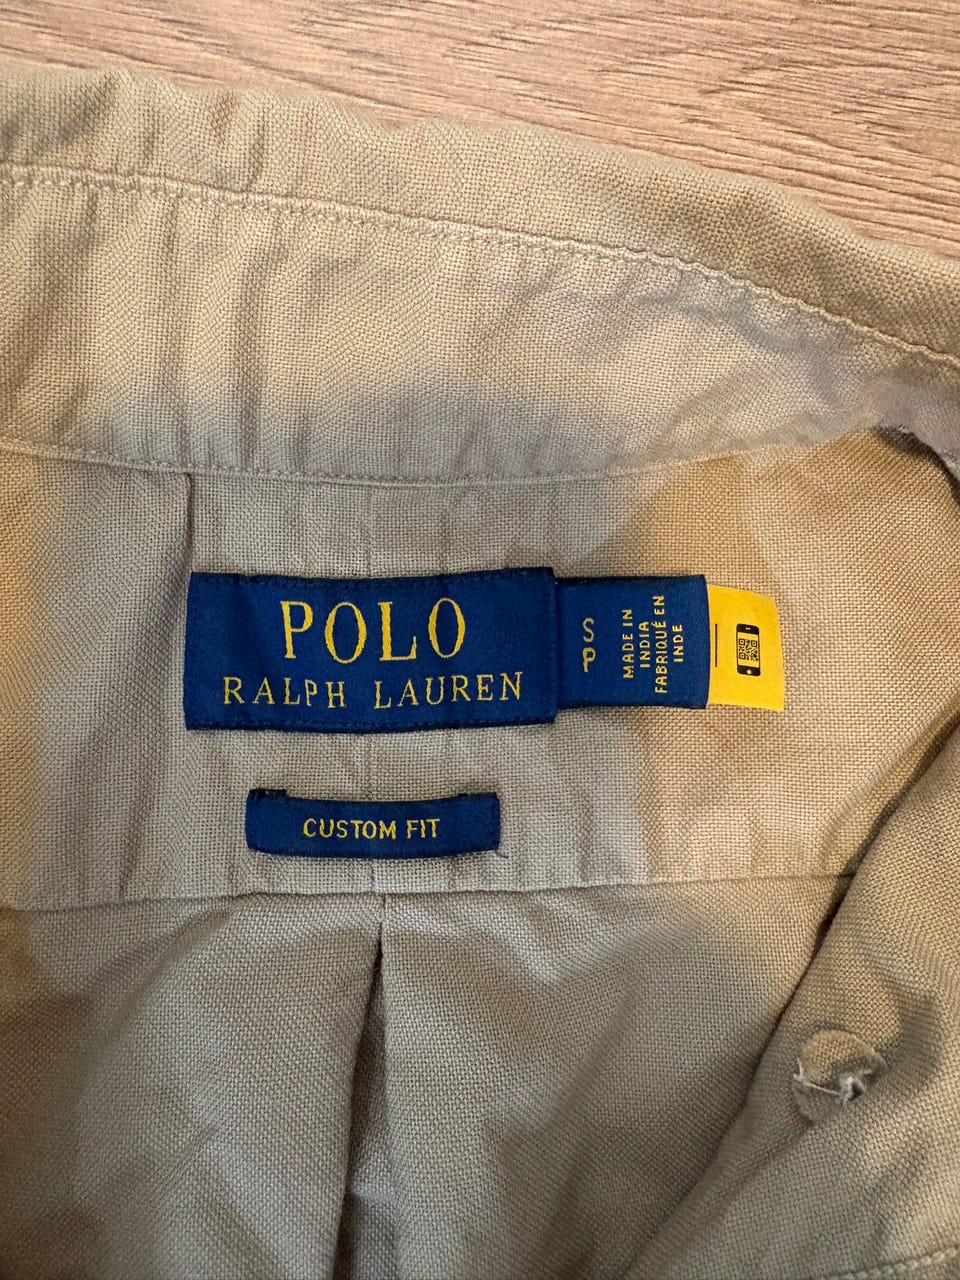 POLO
RALPH LAUREN
S
P
MADE IN
INDIA
FABRIQUÉ EN
INDE
CUSTOM FIT